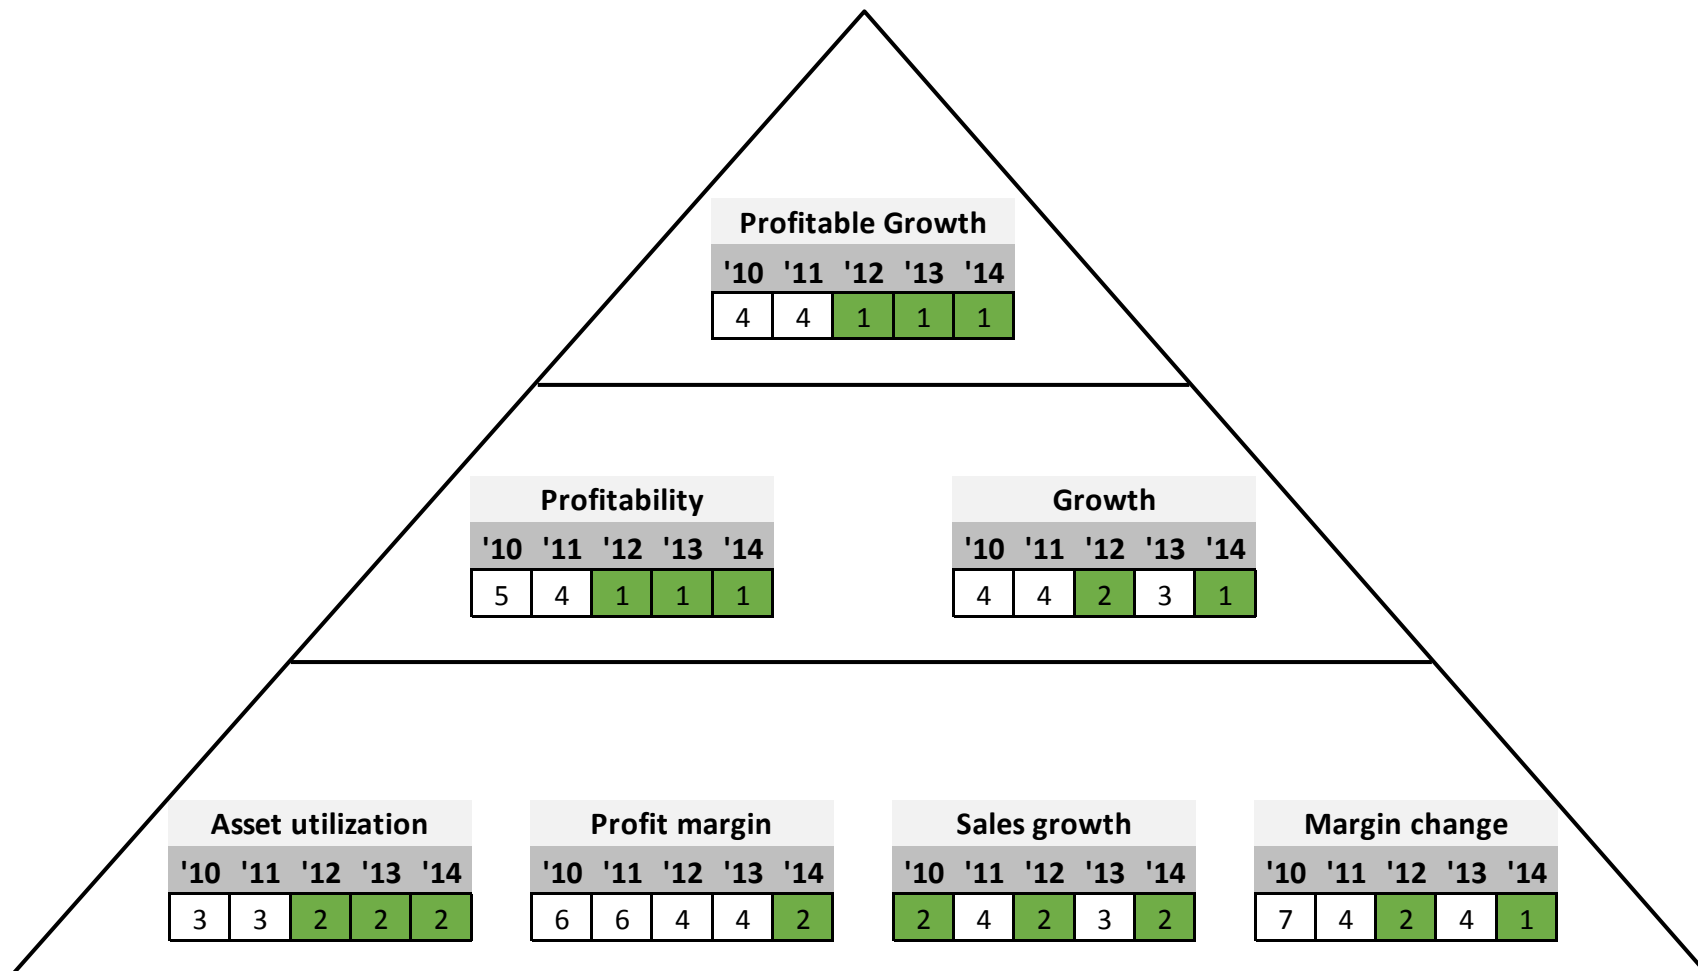 Profitable Growth
'10 '11 '12 '13 '14
4 4 1 1 1
Profitability
'10 '11 '12 '13 '14
5 4 1 1 1
Growth
'10 '11 '12 '13 '14
4 4 2 3 1
Asset utilization
'10 '11 '12 '13 '14
3 3 2 2 2
Profit margin
'10 '11 '12 '13 '14
6 6 4 4 2
Sales growth
'10 '11 '12 '13 '14
2 4 2 3 2
Margin change
'10 '11 '12 '13 '14
7 4 2 4 1